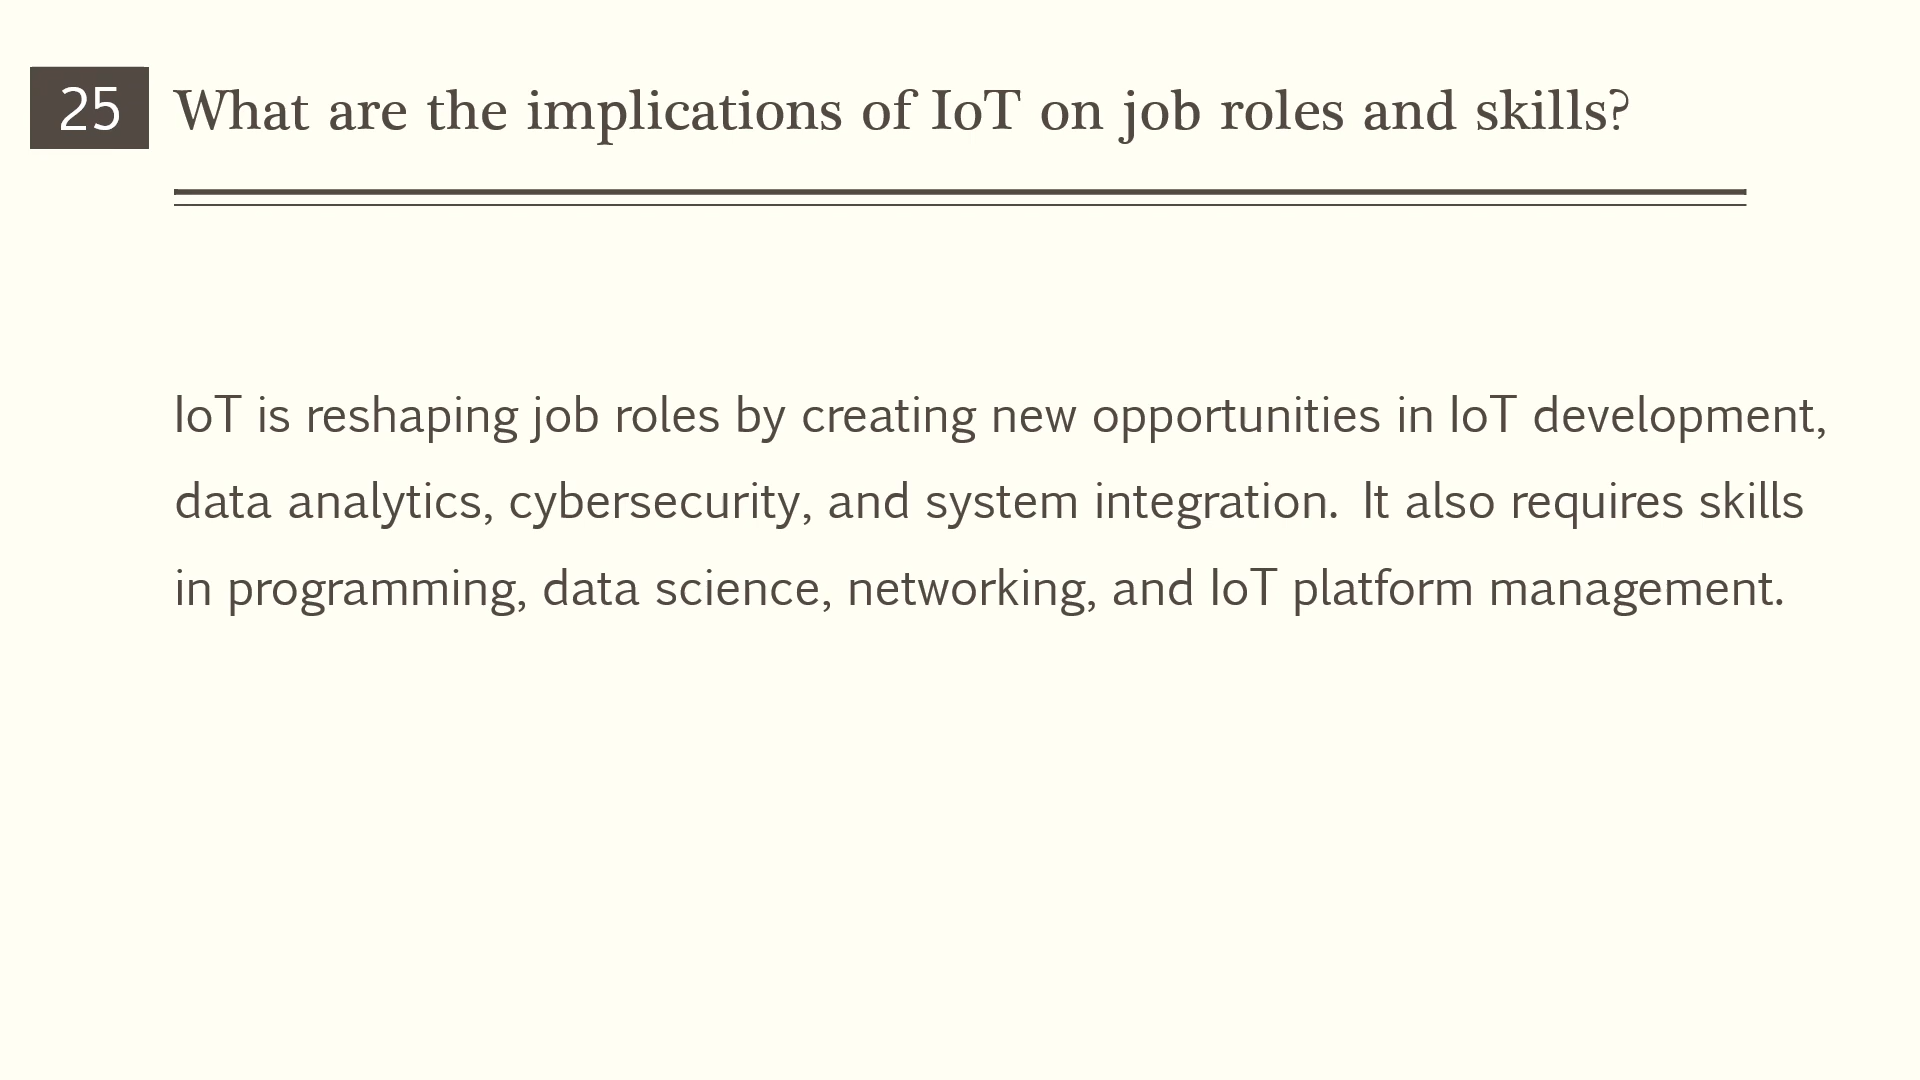 25
What are the implications of IoT on job roles and skills?
IoT is reshaping job roles by creating new opportunities in IoT development,
data analytics, cybersecurity, and system integration. It also requires skills
in programming, data science, networking, and IoT platform management.